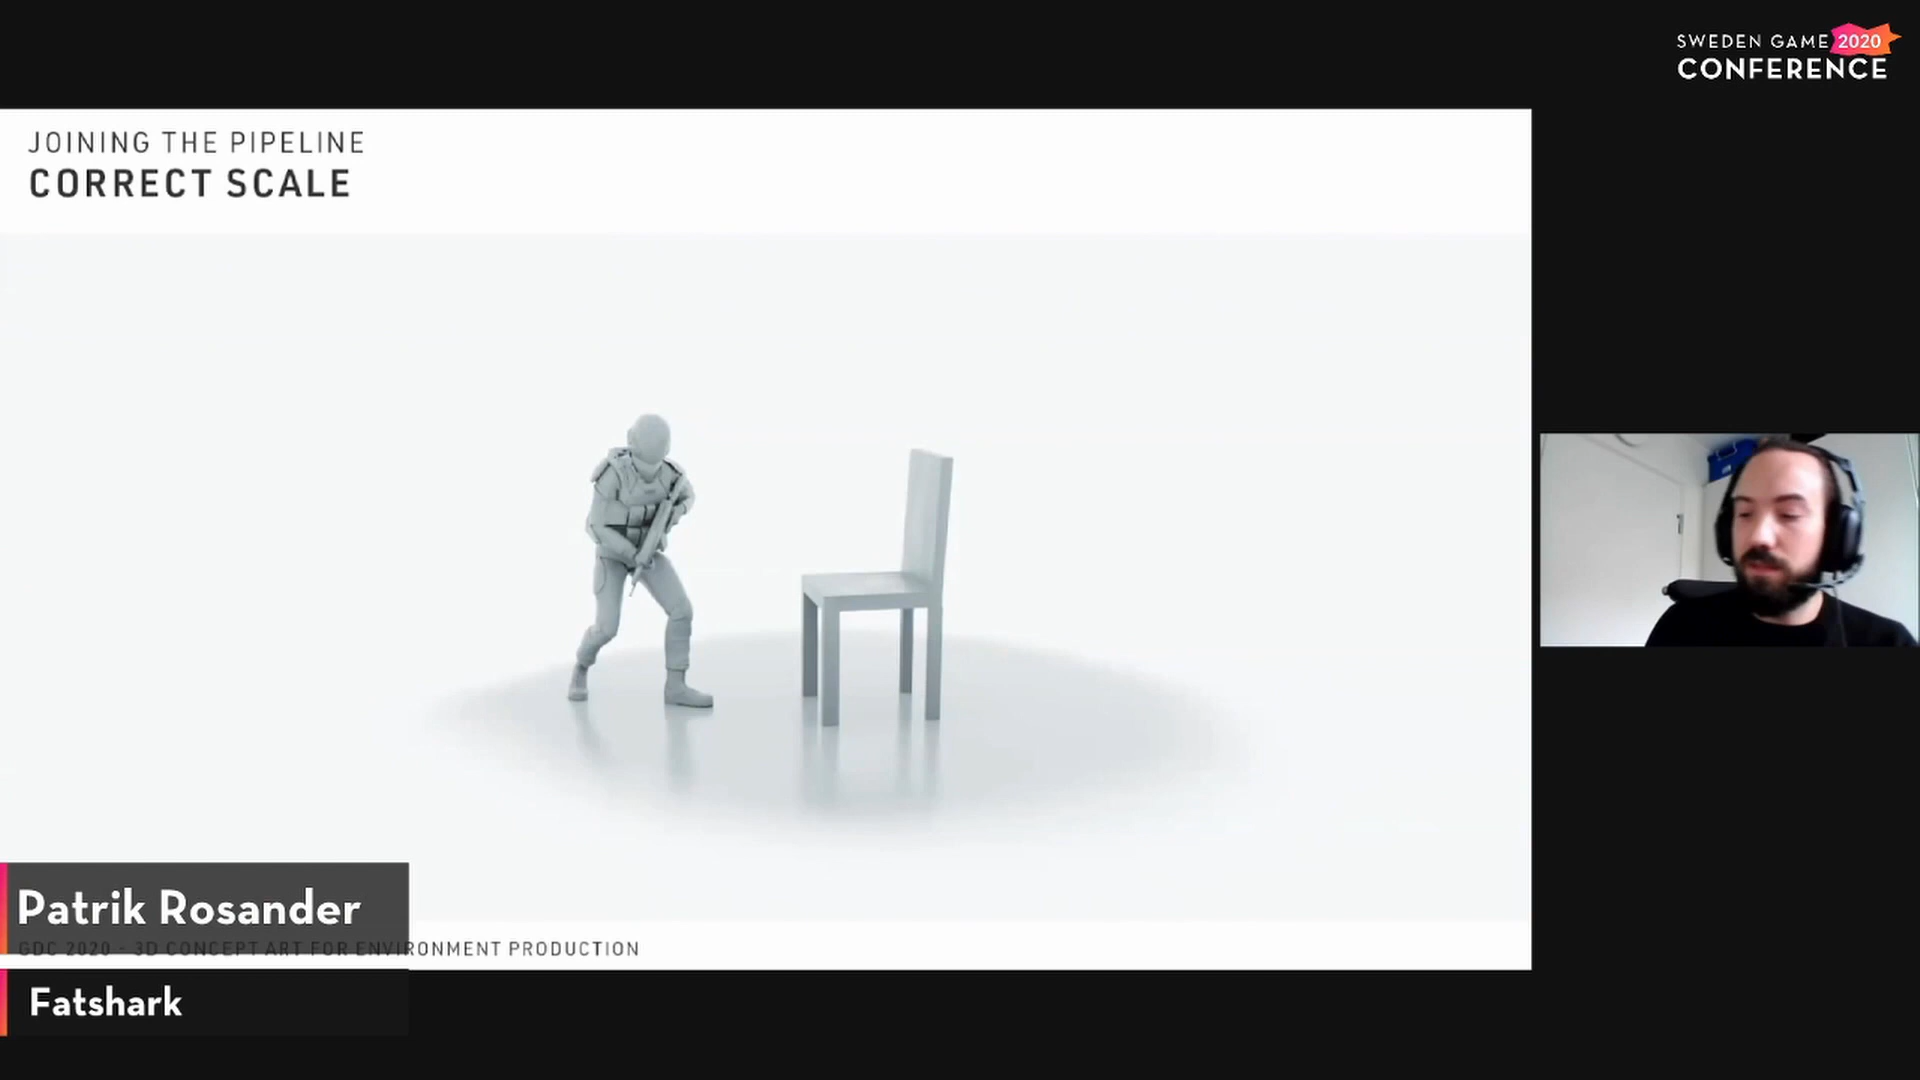 SWEDEN GAME 2020
CONFERENCE
JOINING THE PIPELINE
CORRECT SCALE
Patrik Rosander
GDC 2020 - 3D CONCEPT ART FOR ENVIRONMENT PRODUCTION
Fatshark